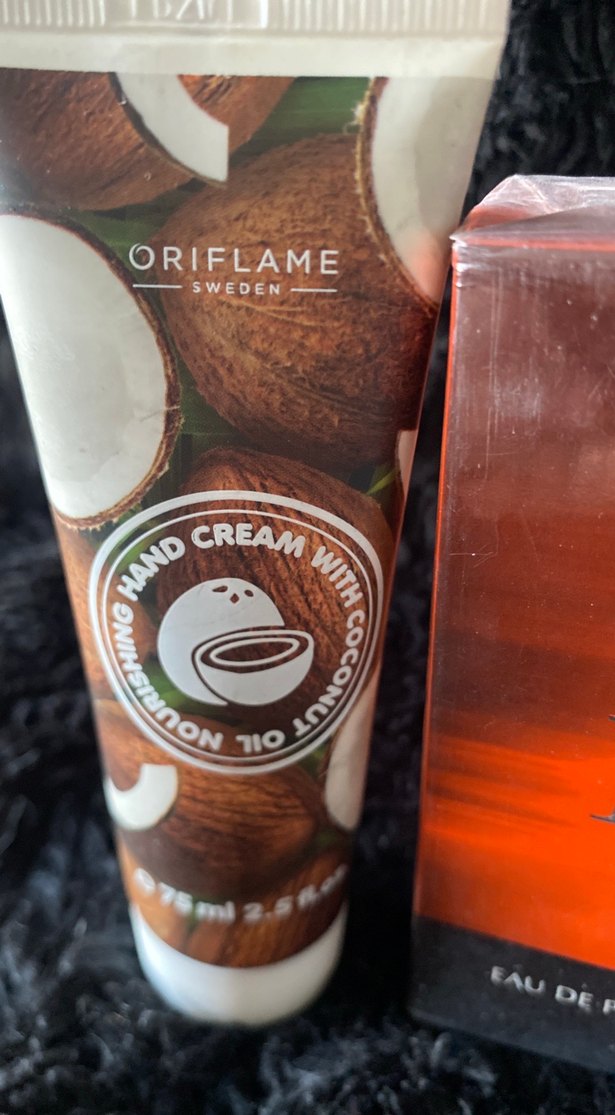 ORIFLAME
SWEDEN
NOURISHING HAND CREAM WITH COCONUT OIL
℮ 75 ml 2.5 fl.oz
EAU DE P